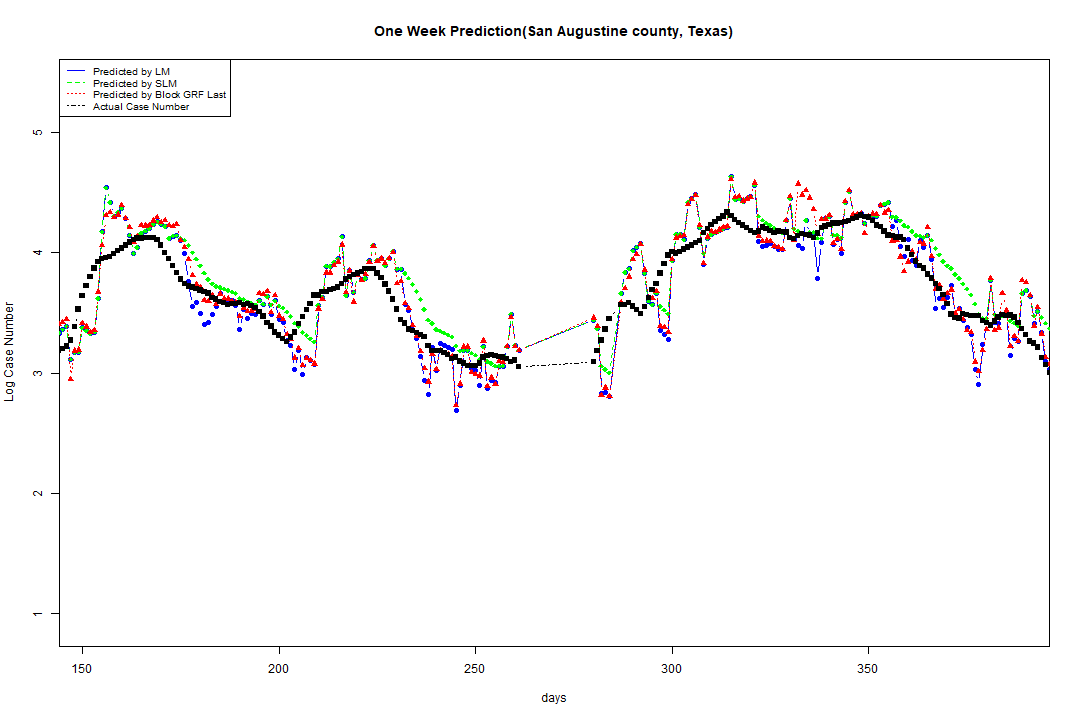 One Week Prediction(San Augustine county, Texas)
Predicted by LM
Predicted by SLM
Predicted by Block GRF Last
Actual Case Number
5
4
3
2
1
Log Case Number
150 200 250 300 350
days